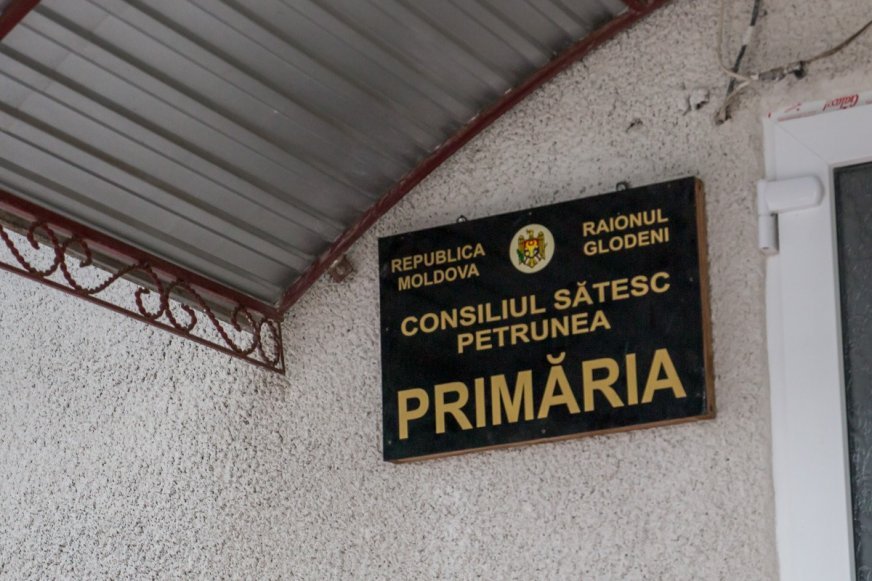 REPUBLICA
MOLDOVA
RAIONUL
GLODENI
CONSILIUL SĂTESC
PETRUNEA
PRIMĂRIA